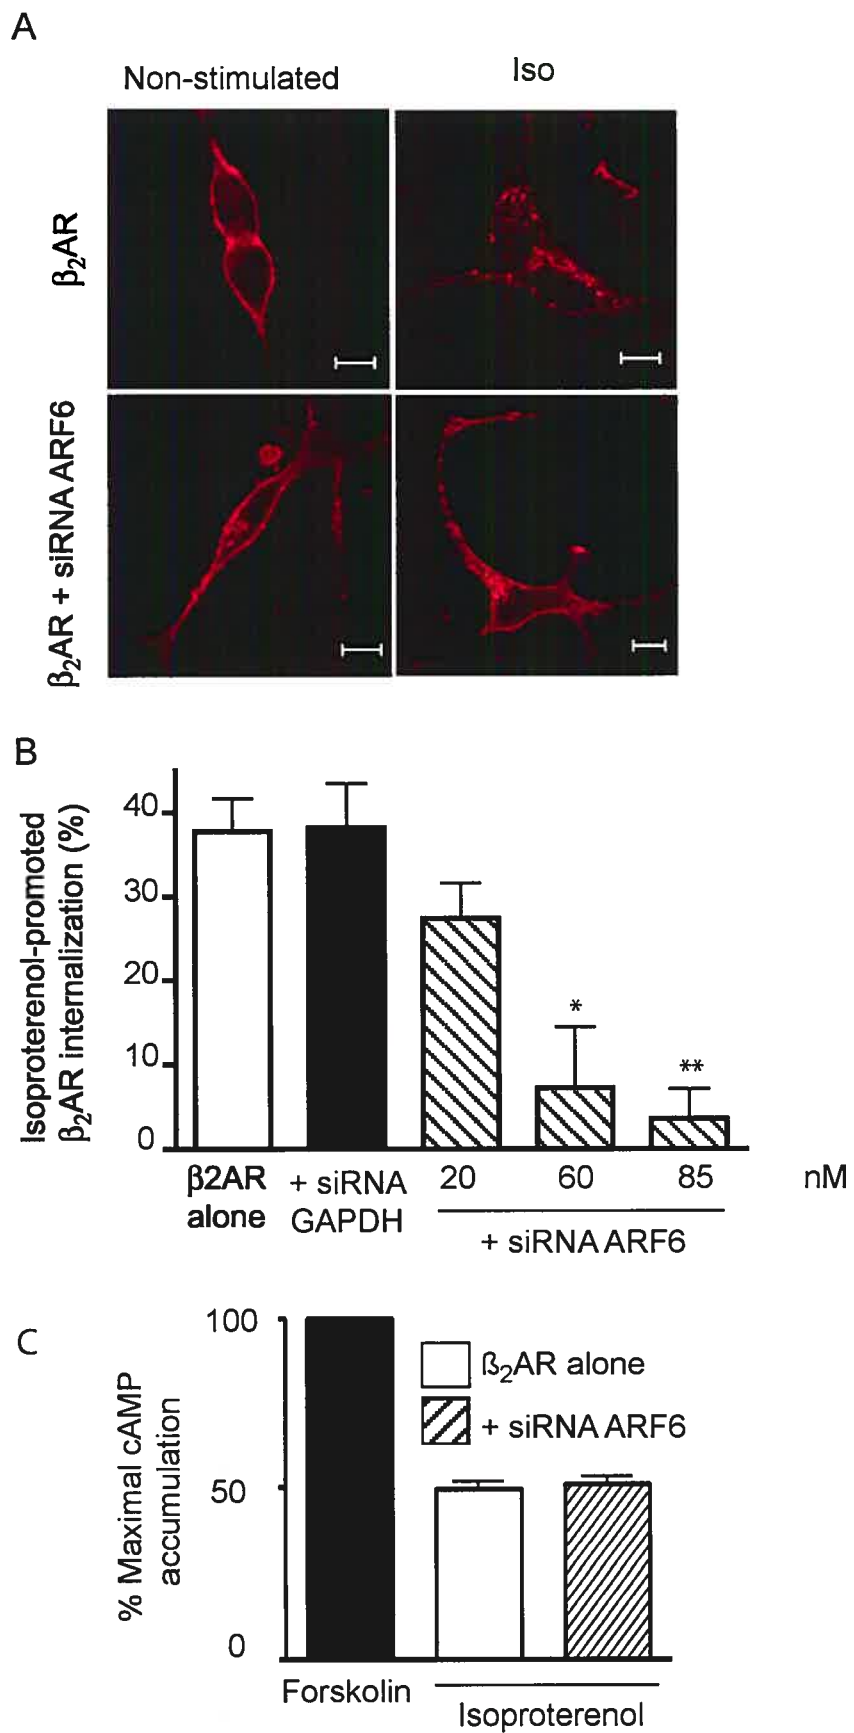 A
Non-stimulated
Iso
β₂AR
β₂AR + siRNA ARF6
B
Isoproterenol-promoted
β₂AR internalization (%)
40
30
20
10
0
*
**
β2AR
alone
+ siRNA
GAPDH
20
60
85
nM
+ siRNA ARF6
C
% Maximal cAMP
accumulation
100
50
0
ß₂AR alone
+ siRNA ARF6
Forskolin
Isoproterenol